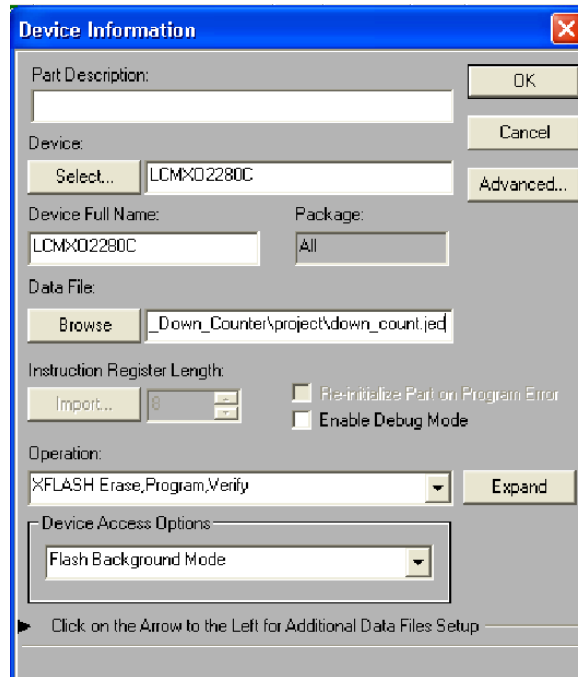 Device Information
Part Description:
OK
Device:
Cancel
Select...
LCMXO2280C
Advanced...
Device Full Name:
Package:
LCMXO2280C
All
Data File:
Browse
_Down_Counter\project\down_count.jed
Instruction Register Length:
Import...
8
Re-initialize Part on Program Error
Enable Debug Mode
Operation:
XFLASH Erase,Program,Verify
Expand
Device Access Options
Flash Background Mode
Click on the Arrow to the Left for Additional Data Files Setup